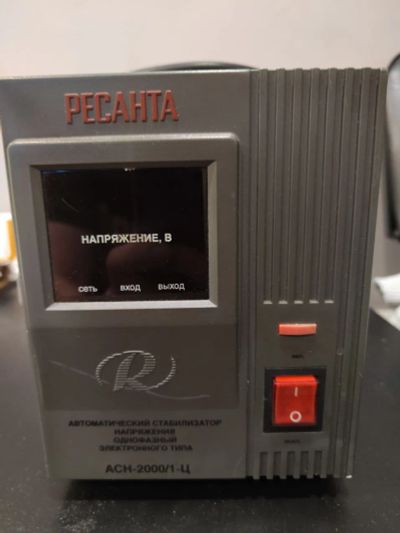 РЕСАНТА
НАПРЯЖЕНИЕ, В
сеть вход выход
R
АВТОМАТИЧЕСКИЙ СТАБИЛИЗАТОР
НАПРЯЖЕНИЯ
ОДНОФАЗНЫЙ
ЭЛЕКТРОННОГО ТИПА
АСН-2000/1-Ц
I
O